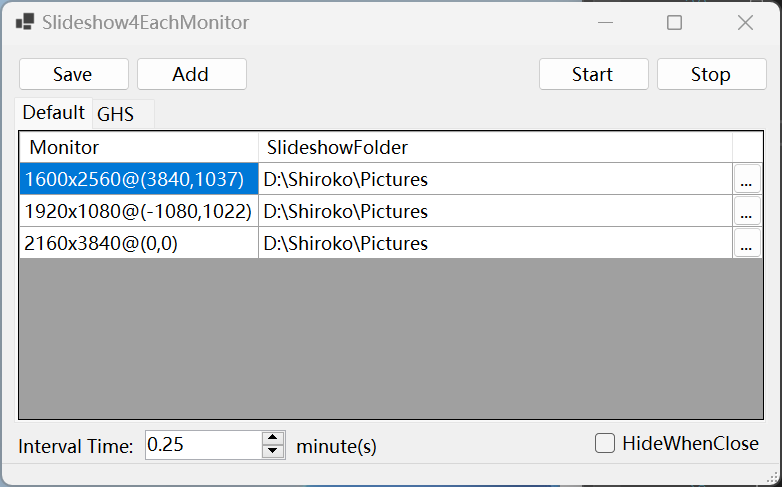 Slideshow4EachMonitor
Save Add Start Stop
Default GHS
Monitor SlideshowFolder
1600x2560@(3840,1037) D:\Shiroko\Pictures ...
1920x1080@(-1080,1022) D:\Shiroko\Pictures ...
2160x3840@(0,0) D:\Shiroko\Pictures ...
Interval Time: 0.25 minute(s) HideWhenClose